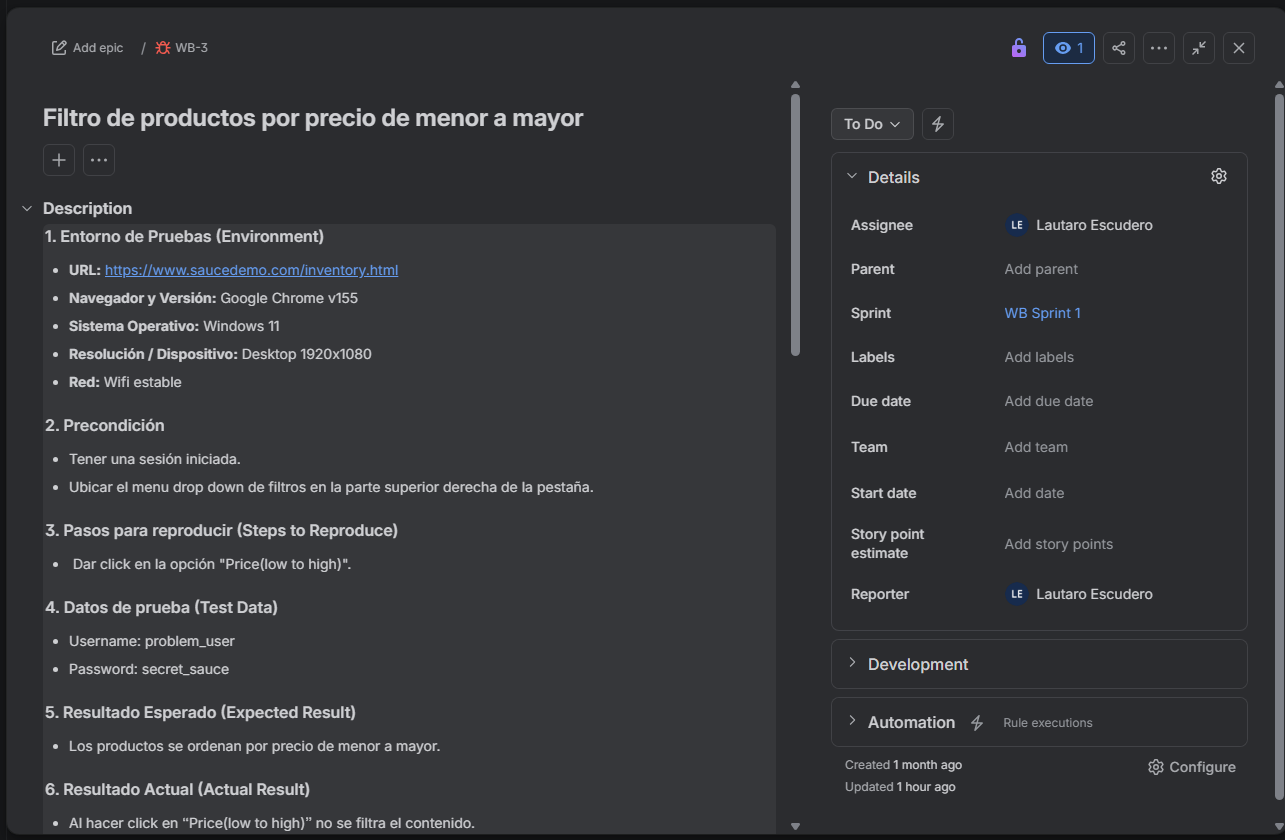 Add epic / WB-3
1
Filtro de productos por precio de menor a mayor
Description
1. Entorno de Pruebas (Environment)
URL: https://www.saucedemo.com/inventory.html
Navegador y Versión: Google Chrome v155
Sistema Operativo: Windows 11
Resolución / Dispositivo: Desktop 1920x1080
Red: Wifi estable
2. Precondición
Tener una sesión iniciada.
Ubicar el menu drop down de filtros en la parte superior derecha de la pestaña.
3. Pasos para reproducir (Steps to Reproduce)
Dar click en la opción "Price(low to high)".
4. Datos de prueba (Test Data)
Username: problem_user
Password: secret_sauce
5. Resultado Esperado (Expected Result)
Los productos se ordenan por precio de menor a mayor.
6. Resultado Actual (Actual Result)
Al hacer click en “Price(low to high)” no se filtra el contenido.
To Do
Details
Assignee LE Lautaro Escudero
Parent Add parent
Sprint WB Sprint 1
Labels Add labels
Due date Add due date
Team Add team
Start date Add date
Story point
estimate Add story points
Reporter LE Lautaro Escudero
Development
Automation Rule executions
Created 1 month ago
Configure
Updated 1 hour ago